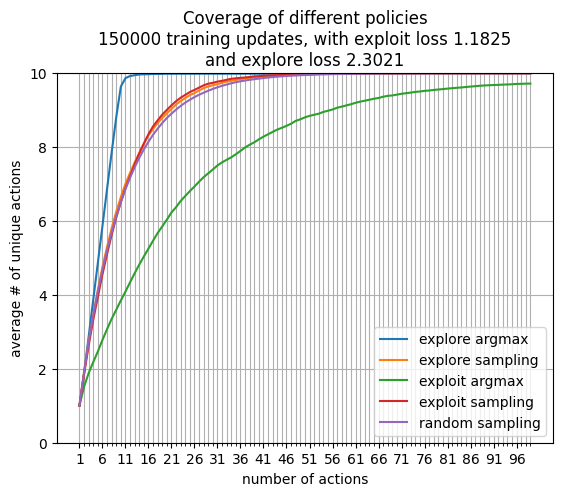 Coverage of different policies
150000 training updates, with exploit loss 1.1825
and explore loss 2.3021
average # of unique actions
10
8
6
4
2
0
explore argmax
explore sampling
exploit argmax
exploit sampling
random sampling
1 6 11 16 21 26 31 36 41 46 51 56 61 66 71 76 81 86 91 96
number of actions